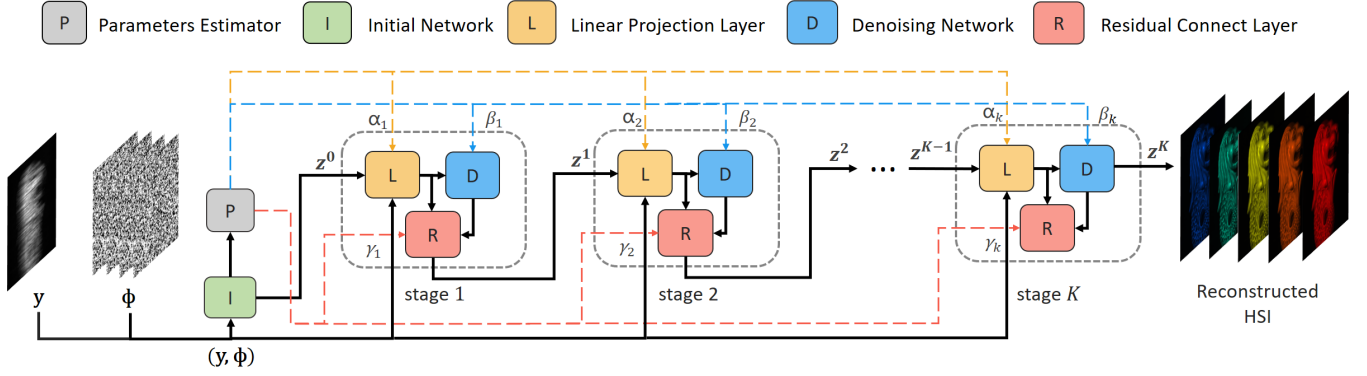 P Parameters Estimator I Initial Network L Linear Projection Layer D Denoising Network R Residual Connect Layer
α₁ β₁ α₂ β₂ αₖ βₖ
z⁰ L D z¹ L D z² ... zᴷ⁻¹ L D zᴷ
P R R R
γ₁ γ₂ γₖ
y ϕ I stage 1 stage 2 stage K Reconstructed
HSI
(y, ϕ)